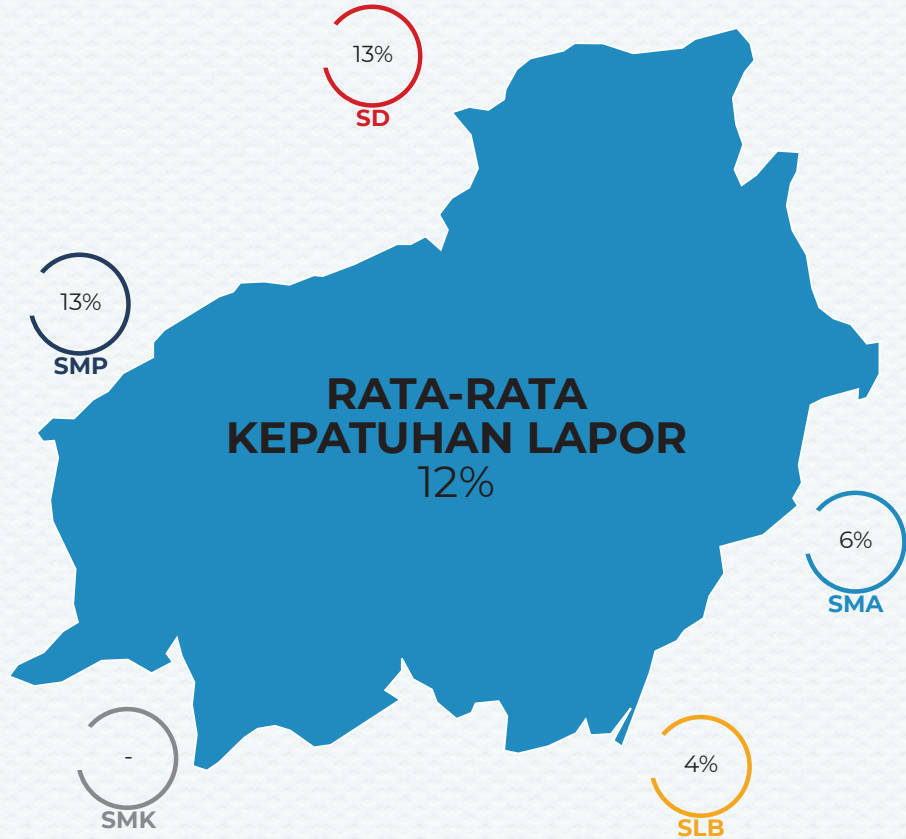 13%
SD
13%
SMP
RATA-RATA
KEPATUHAN LAPOR
12%
6%
SMA
-
SMK
4%
SLB